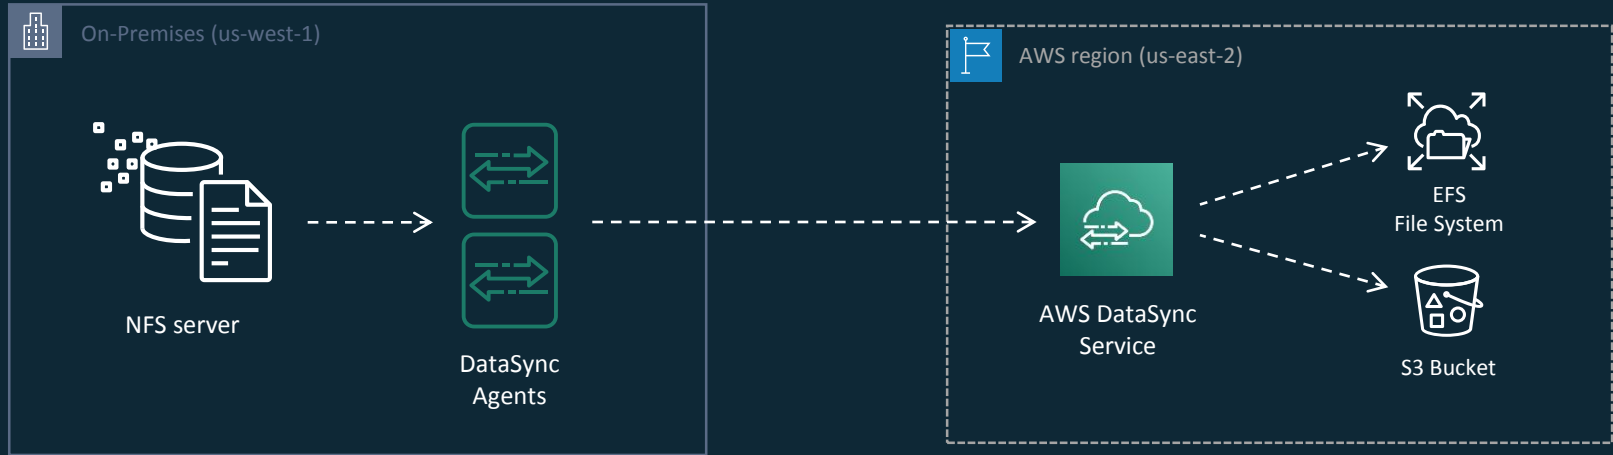 On-Premises (us-west-1)
AWS region (us-east-2)
NFS server
DataSync
Agents
AWS DataSync
Service
EFS
File System
S3 Bucket